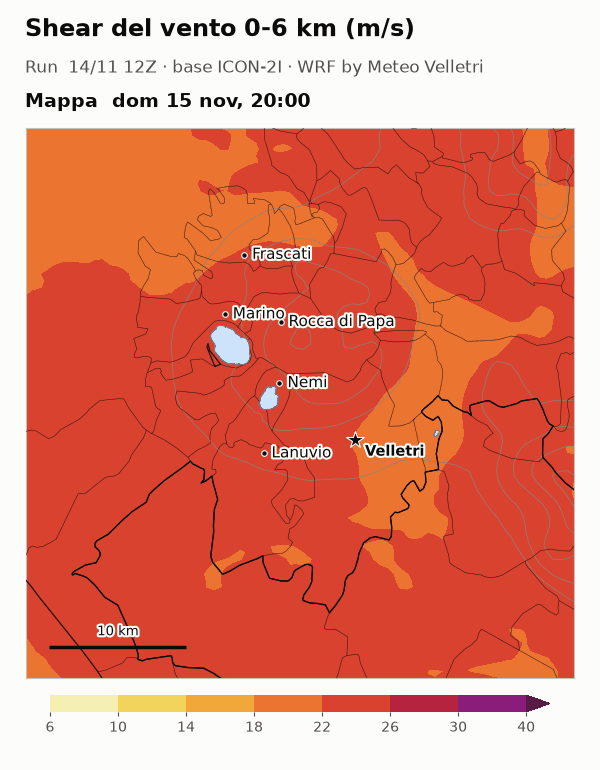 Shear del vento 0-6 km (m/s)
Run  14/11 12Z · base ICON-2I · WRF by Meteo Velletri
Mappa  dom 15 nov, 20:00
Frascati
Marino
Rocca di Papa
Nemi
Velletri
Lanuvio
10 km
6 10 14 18 22 26 30 40